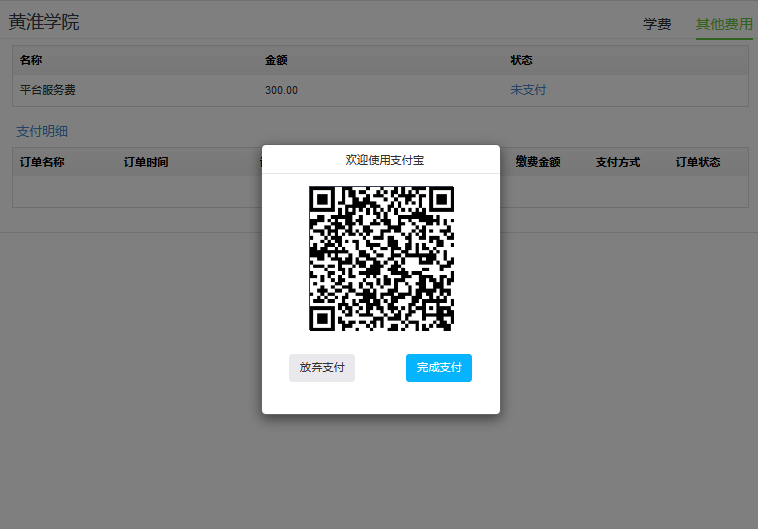 黄淮学院
学费 其他费用
名称 金额 状态
平台服务费 300.00 未支付
支付明细
订单名称 订单时间 缴费金额 支付方式 订单状态
欢迎使用支付宝
放弃支付 完成支付